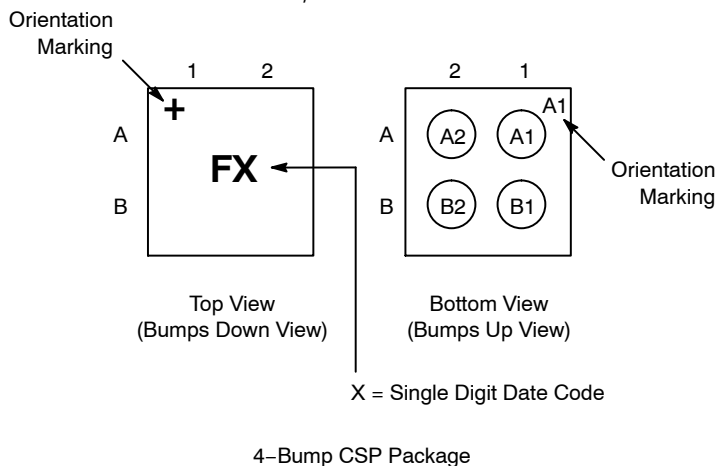 Orientation
Marking
1 2
+
A
FX
B
Top View
(Bumps Down View)
2 1
A1
A A2 A1
B B2 B1
Orientation
Marking
Bottom View
(Bumps Up View)
X = Single Digit Date Code
4−Bump CSP Package